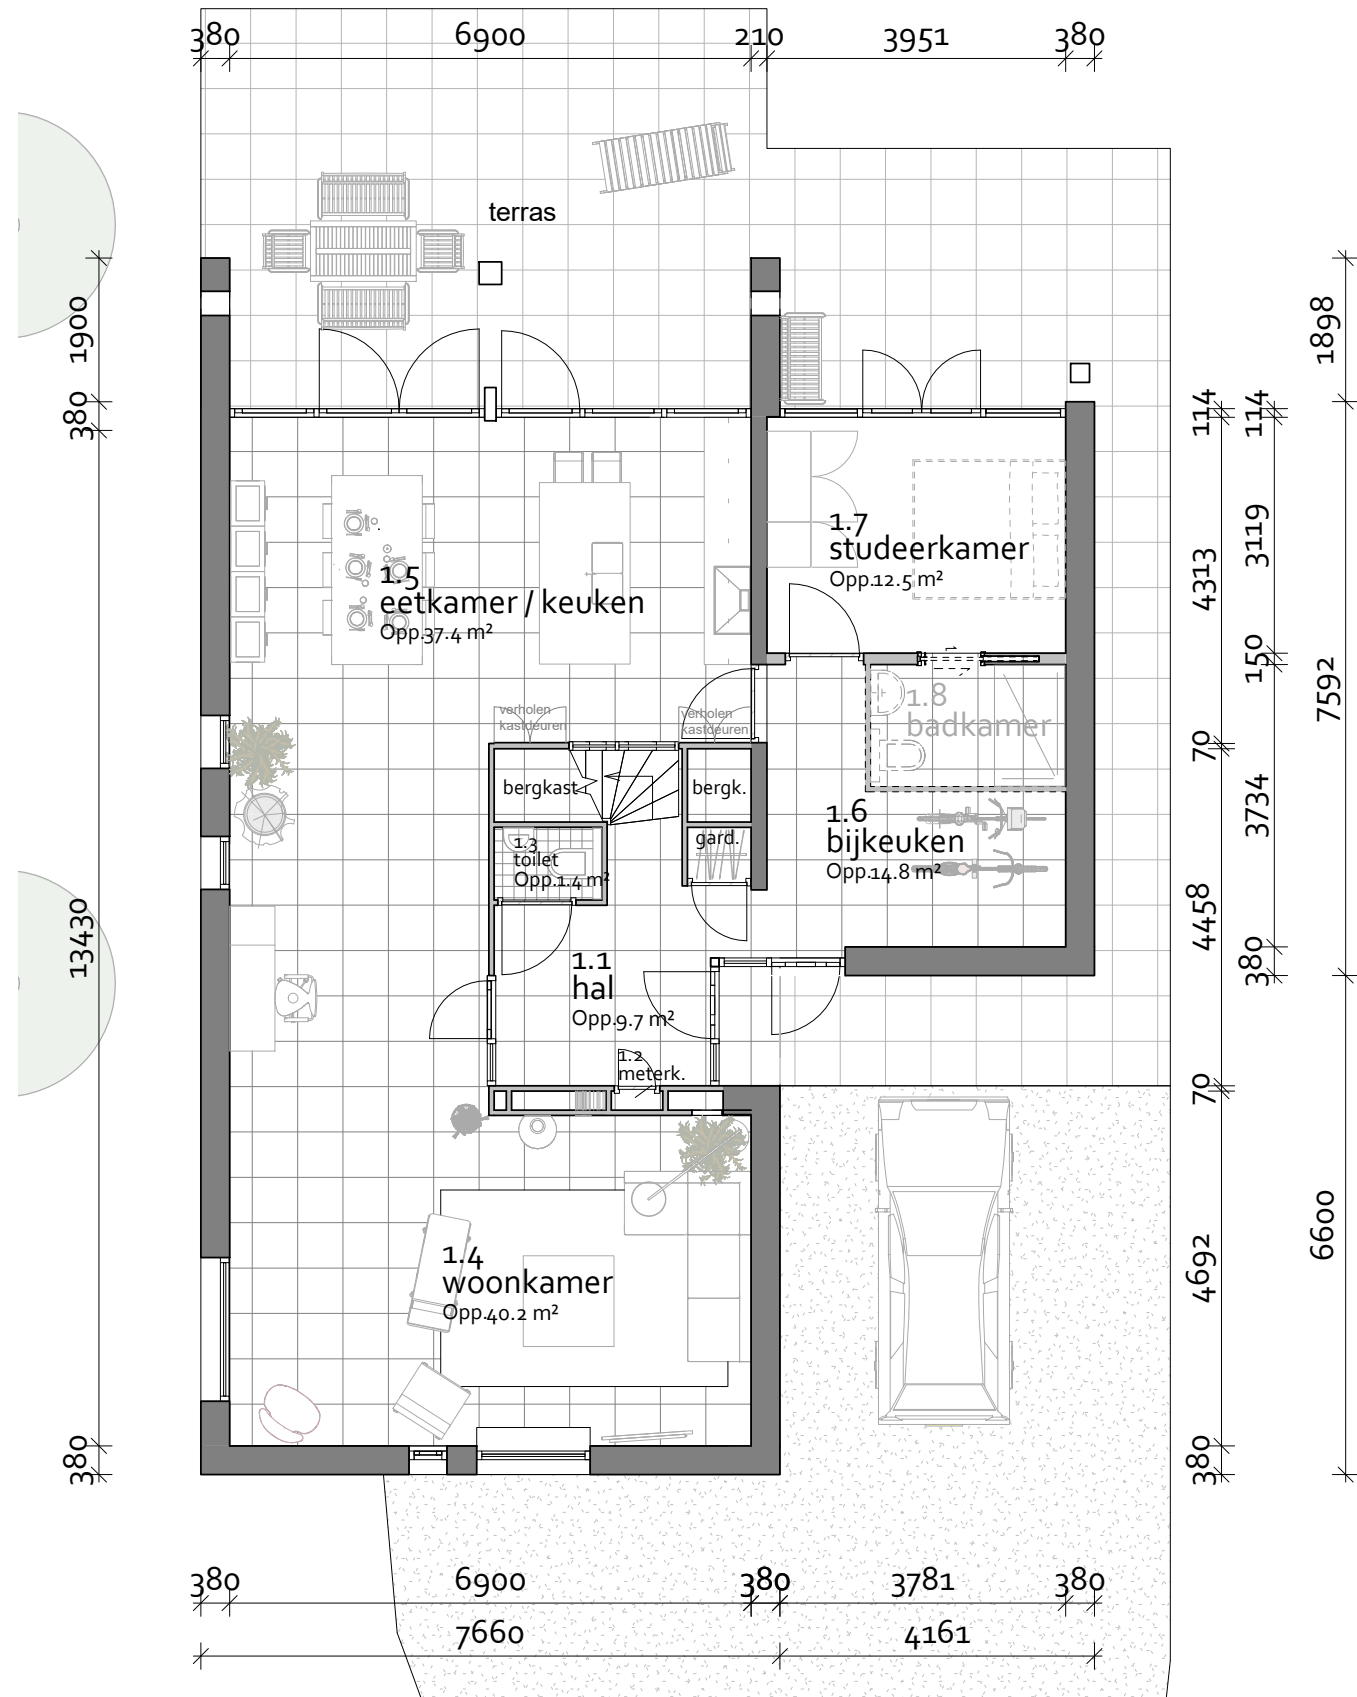 380
6900
210
3951
380
terras
1900
380
13430
380
1898
7592
6600
114
4313
70
4458
70
4692
380
114
3119
150
3734
380
1.7
studeerkamer
Opp.12.5 m²
1.5
eetkamer / keuken
Opp.37.4 m²
verholen
kastdeuren
verholen
kastdeuren
1.8
badkamer
bergkast
bergk.
1.6
bijkeuken
Opp.14.8 m²
gard.
1.3
toilet
Opp.1.4 m²
1.1
hal
Opp.9.7 m²
1.2
meterk.
1.4
woonkamer
Opp.40.2 m²
380
6900
380
3781
380
7660
4161